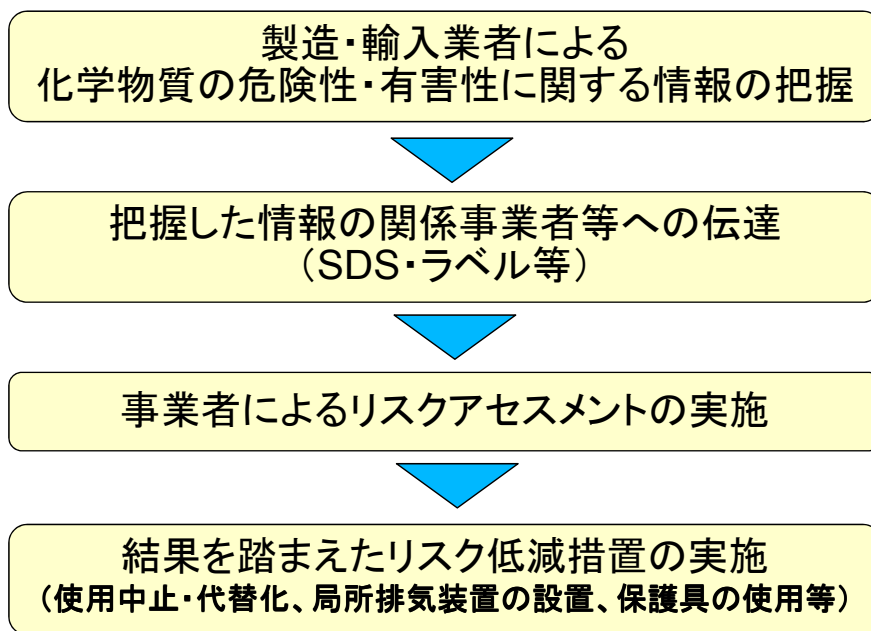 製造・輸入業者による
化学物質の危険性・有害性に関する情報の把握
把握した情報の関係事業者等への伝達
（SDS・ラベル等）
事業者によるリスクアセスメントの実施
結果を踏まえたリスク低減措置の実施
（使用中止・代替化、局所排気装置の設置、保護具の使用等）